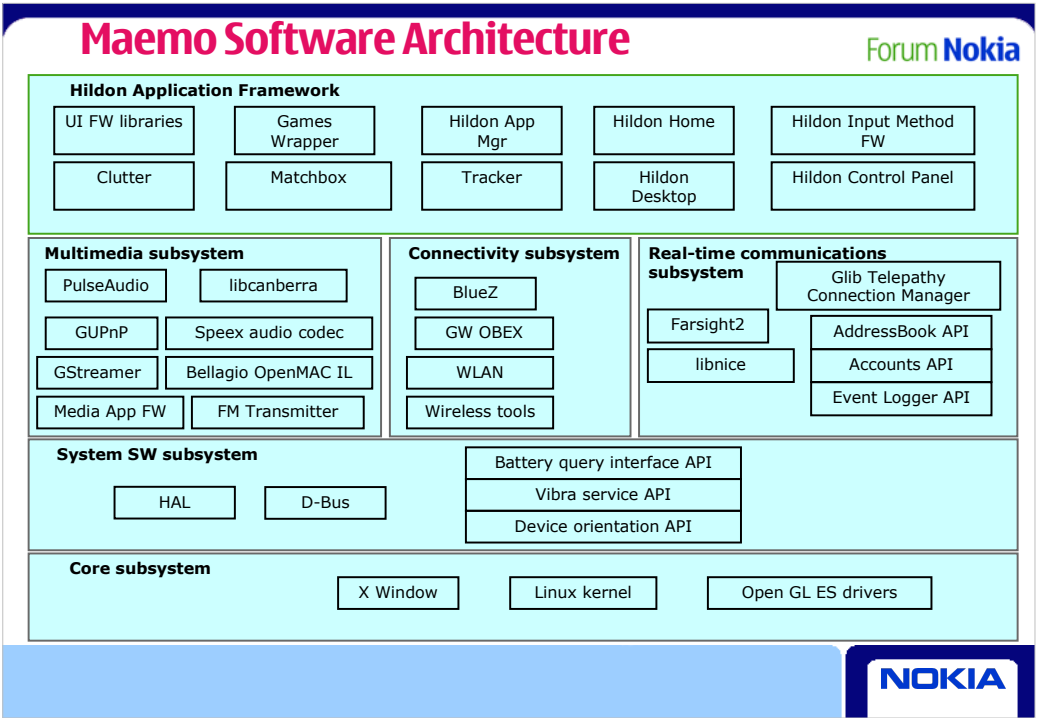 Maemo Software Architecture
Forum Nokia
Hildon Application Framework
UI FW libraries
Games
Wrapper
Hildon App
Mgr
Hildon Home
Hildon Input Method
FW
Clutter
Matchbox
Tracker
Hildon
Desktop
Hildon Control Panel
Multimedia subsystem
PulseAudio
libcanberra
GUPnP
Speex audio codec
GStreamer
Bellagio OpenMAC IL
Media App FW
FM Transmitter
Connectivity subsystem
BlueZ
GW OBEX
WLAN
Wireless tools
Real-time communications
subsystem
Glib Telepathy
Connection Manager
Farsight2
libnice
AddressBook API
Accounts API
Event Logger API
System SW subsystem
HAL
D-Bus
Battery query interface API
Vibra service API
Device orientation API
Core subsystem
X Window
Linux kernel
Open GL ES drivers
NOKIA